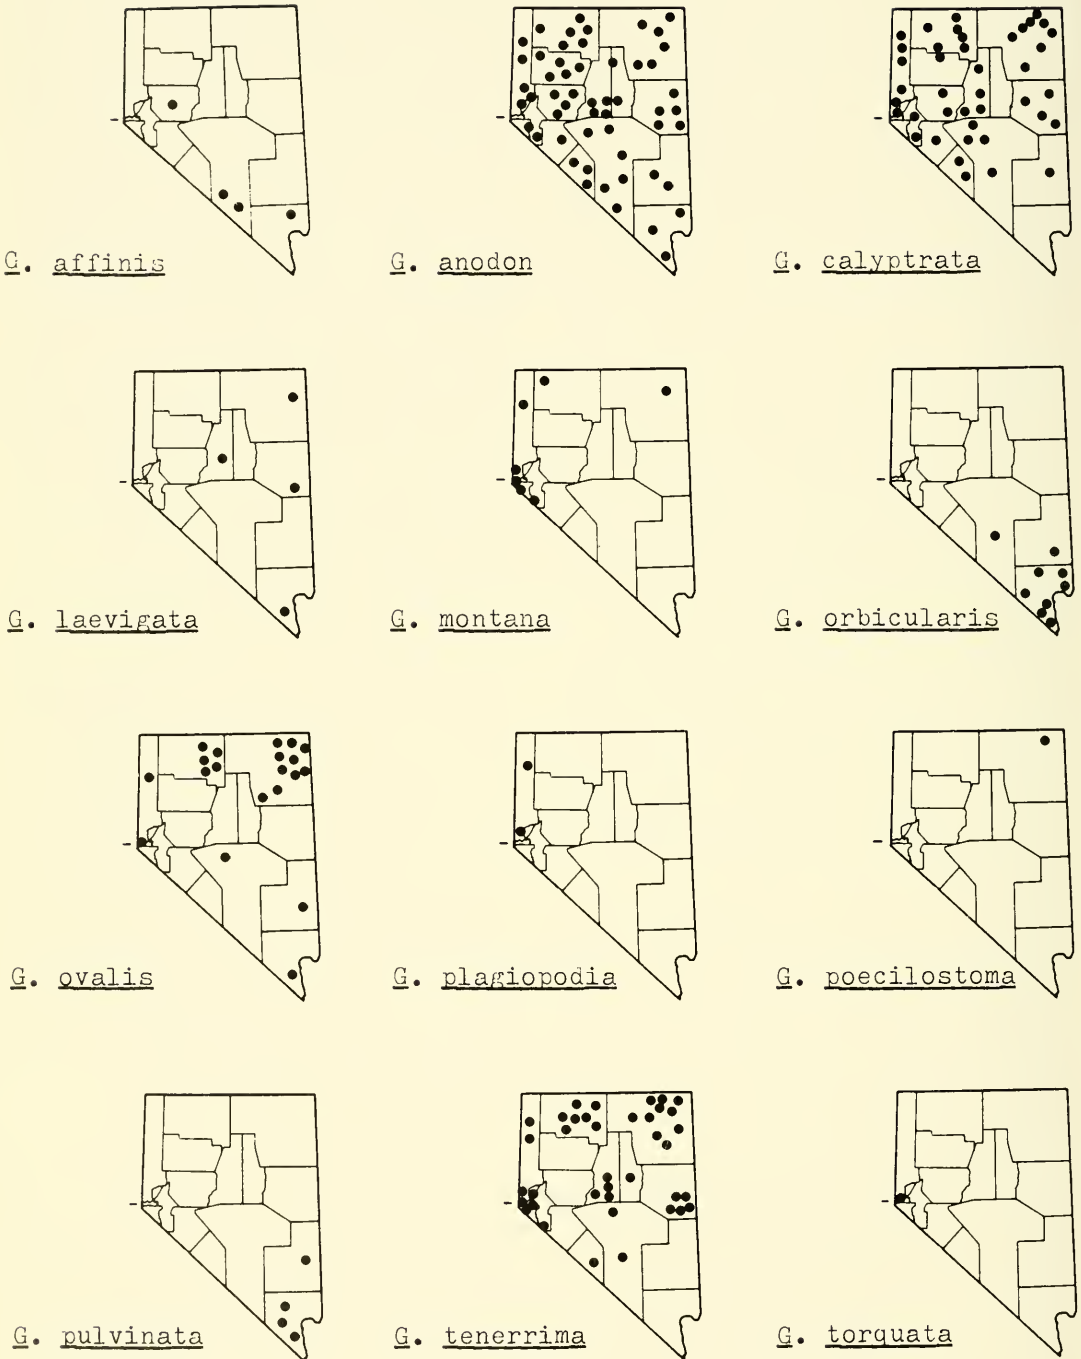 G. affinis
G. anodon
G. calyptrata
G. laevigata
G. montana
G. orbicularis
G. ovalis
G. plagiopodia
G. poecilostoma
G. pulvinata
G. tenerrima
G. torquata